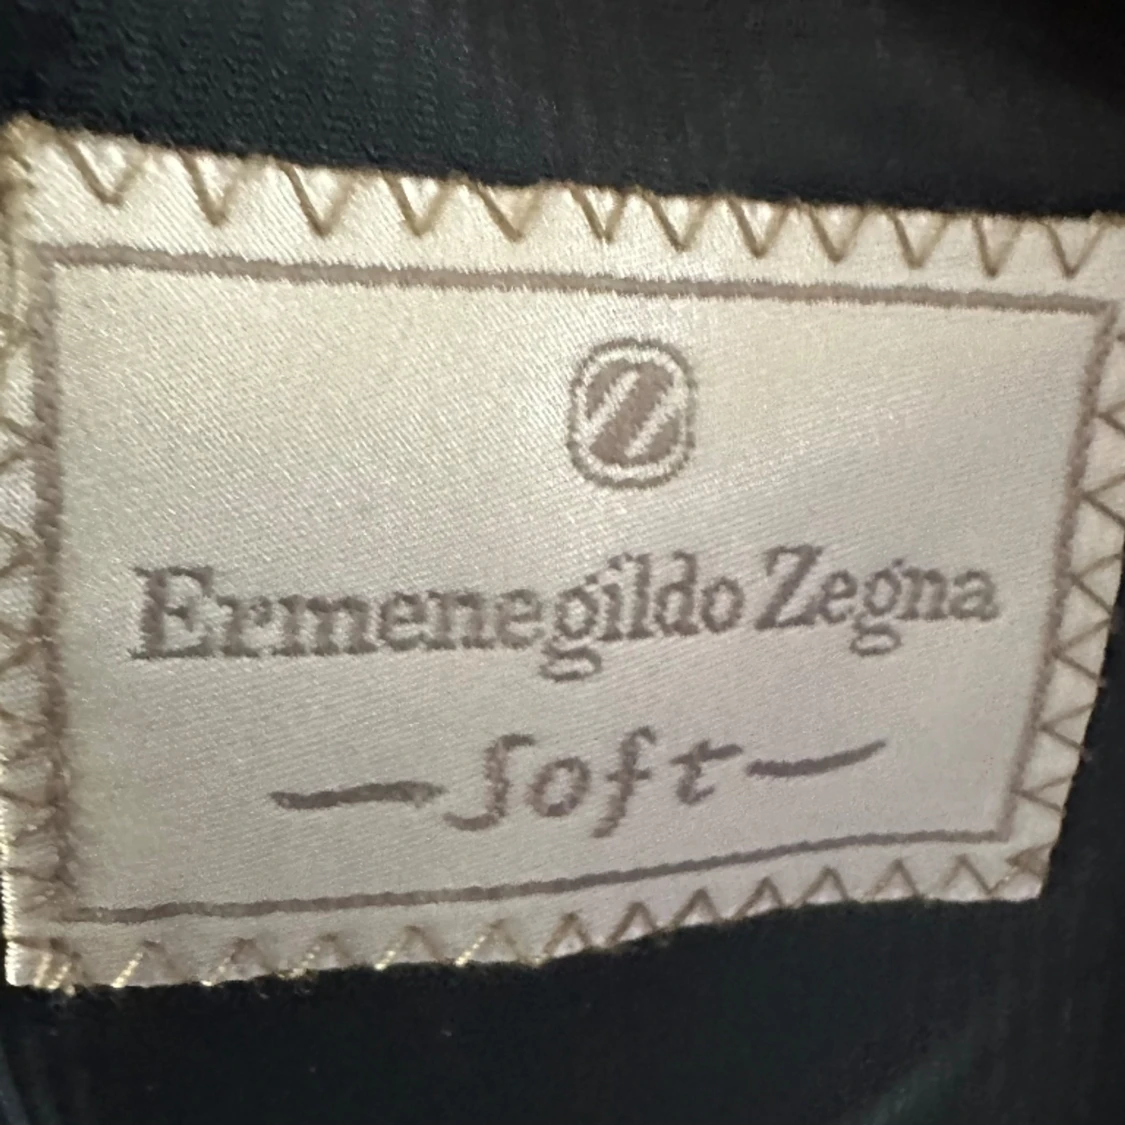 Z
Ermenegildo Zegna
— Soft —